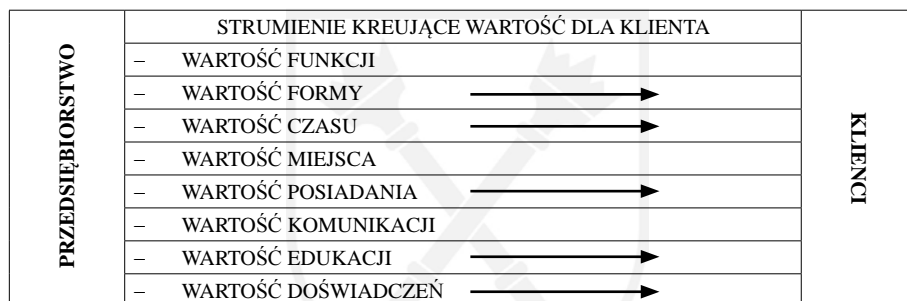 PRZEDSIĘBIORSTWO
STRUMIENIE KREUJĄCE WARTOŚĆ DLA KLIENTA
– WARTOŚĆ FUNKCJI
– WARTOŚĆ FORMY
– WARTOŚĆ CZASU
– WARTOŚĆ MIEJSCA
– WARTOŚĆ POSIADANIA
– WARTOŚĆ KOMUNIKACJI
– WARTOŚĆ EDUKACJI
– WARTOŚĆ DOŚWIADCZEŃ
KLIENCI